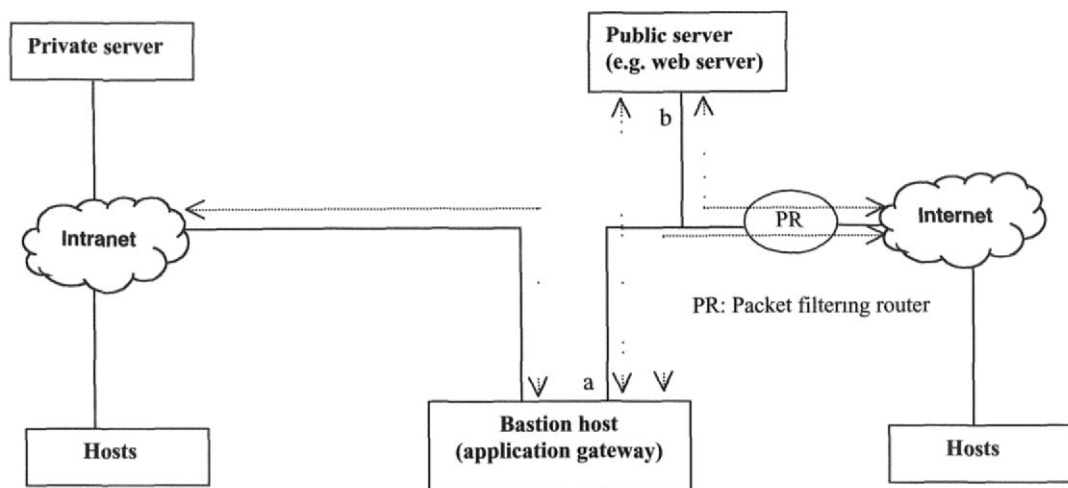 Private server
Public server
(e.g. web server)
b
Intranet
PR
Internet
PR: Packet filtering router
a
Bastion host
(application gateway)
Hosts
Hosts